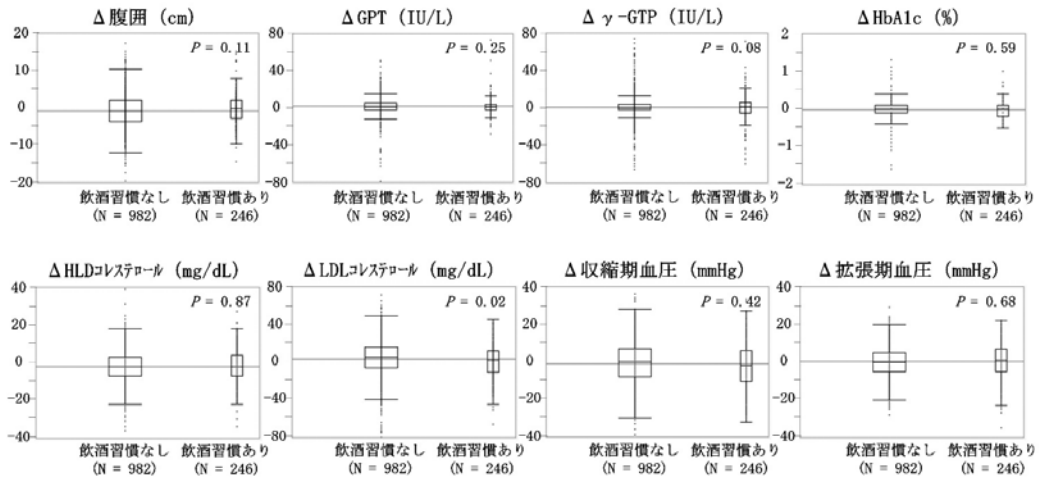 Δ腹囲 (cm)
20
10
0
-10
-20
P = 0.11
飲酒習慣なし 飲酒習慣あり
(N = 982) (N = 246)
Δ GPT (IU/L)
80
40
0
-40
-80
P = 0.25
飲酒習慣なし 飲酒習慣あり
(N = 982) (N = 246)
Δ γ-GTP (IU/L)
80
40
0
-40
-80
P = 0.08
飲酒習慣なし 飲酒習慣あり
(N = 982) (N = 246)
Δ HbA1c (%)
2
1
0
-1
-2
P = 0.59
飲酒習慣なし 飲酒習慣あり
(N = 982) (N = 246)
Δ HLDコレステロール (mg/dL)
40
20
0
-20
-40
P = 0.87
飲酒習慣なし 飲酒習慣あり
(N = 982) (N = 246)
Δ LDLコレステロール (mg/dL)
80
40
0
-40
-80
P = 0.02
飲酒習慣なし 飲酒習慣あり
(N = 982) (N = 246)
Δ 収縮期血圧 (mmHg)
40
20
0
-20
-40
P = 0.42
飲酒習慣なし 飲酒習慣あり
(N = 982) (N = 246)
Δ 拡張期血圧 (mmHg)
40
20
0
-20
-40
P = 0.68
飲酒習慣なし 飲酒習慣あり
(N = 982) (N = 246)